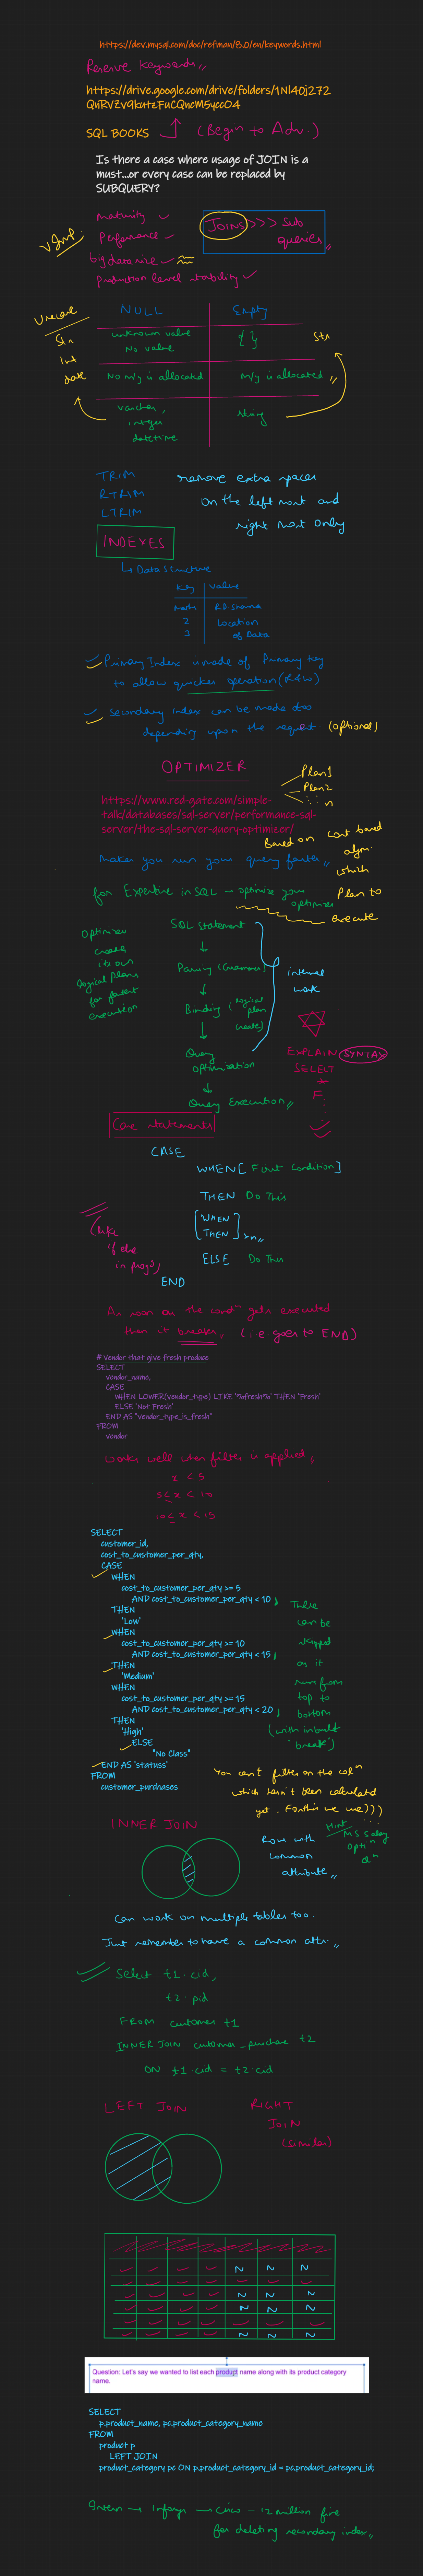 https://dev.mysql.com/doc/refman/8.0/en/keywords.html
Reserve Keywords
https://drive.google.com/drive/folders/1Nl40j272
QnRVZv9kutzFuCQncM5ycc04
SQL BOOKS (Begin to Adv.)
Is there a case where usage of JOIN is a
must...or every case can be replaced by
SUBQUERY?
maturity
JOINS >>> Sub
queries
V.Imp.
Performance
big data use
Production level stability
NULL Empty
unknown value
No value
{ }
Str
int
date
Str
No m/y is allocated
m/y is allocated
varchar,
integer
datetime
string
TRIM
RTRIM
LTRIM
remove extra spaces
on the left most and
right most only
INDEXES
↳ Data Structure
Key value
2 Location
3 of Data
Primary Index is made of Primary key
to allow quicker operation (R&W)
Secondary index can be made too
depending upon the request (optional)
OPTIMIZER
Plan1
Plan2
n
https://www.red-gate.com/simple-
talk/databases/sql-server/performance-sql-
server/the-sql-server-query-optimizer/
Based on cost based
algm.
which
Plan to
execute
Makes you run your query faster
for Expertise in SQL → optimize your
optimizer
Optimizer
creates
its own
logical plans
for fastest
execution
SQL Statement
↓
Parsing (Grammar)
↓
Binding (logical
plan
create)
↓
Query
optimization
↓
Query Execution
internal
work
EXPLAIN SYNTAX
SELECT
*
F
Case statements
CASE
WHEN [First Condition]
THEN Do This
[WHEN
THEN] x n
ELSE Do This
END
(like
if else
in prog.)
As soon as the condn gets executed
then it breaks, (i.e. goes to END)
# Vendor that give fresh produce
SELECT
vendor_name,
CASE
WHEN LOWER(vendor_type) LIKE '%fresh%' THEN 'Fresh'
ELSE 'Not Fresh'
END AS "vendor_type_is_fresh"
FROM
vendor
works well when filter is applied
x < 5
5 ≤ x < 10
10 ≤ x < 15
SELECT
customer_id,
cost_to_customer_per_qty,
CASE
WHEN
cost_to_customer_per_qty >= 5
AND cost_to_customer_per_qty < 10
THEN
'Low'
WHEN
cost_to_customer_per_qty >= 10
AND cost_to_customer_per_qty < 15
THEN
'Medium'
WHEN
cost_to_customer_per_qty >= 15
AND cost_to_customer_per_qty < 20
THEN
'High'
ELSE
"No Class"
END AS 'statuss'
FROM
customer_purchases
These
can be
skipped
as it
runs from
top to
bottom
(with inbuilt
'break')
You can't filter on the coln
which hasn't been calculated
yet.
INNER JOIN
Rows with
common
attribute
Hint
Can work on multiple tables too.
Just remember to have a common attr.
Select t1.cid,
t2.pid
FROM customer t1
INNER JOIN customer_purchase t2
ON t1.cid = t2.cid
LEFT JOIN
RIGHT
JOIN
(similar)
N N N
N N N
N N N
N N N
Question: Let's say we wanted to list each product name along with its product category
name.
SELECT
p.product_name, pc.product_category_name
FROM
product p
LEFT JOIN
product_category pc ON p.product_category_id = pc.product_category_id;
Intern → Infosys → Cisco - 12 million fine
for deleting secondary index